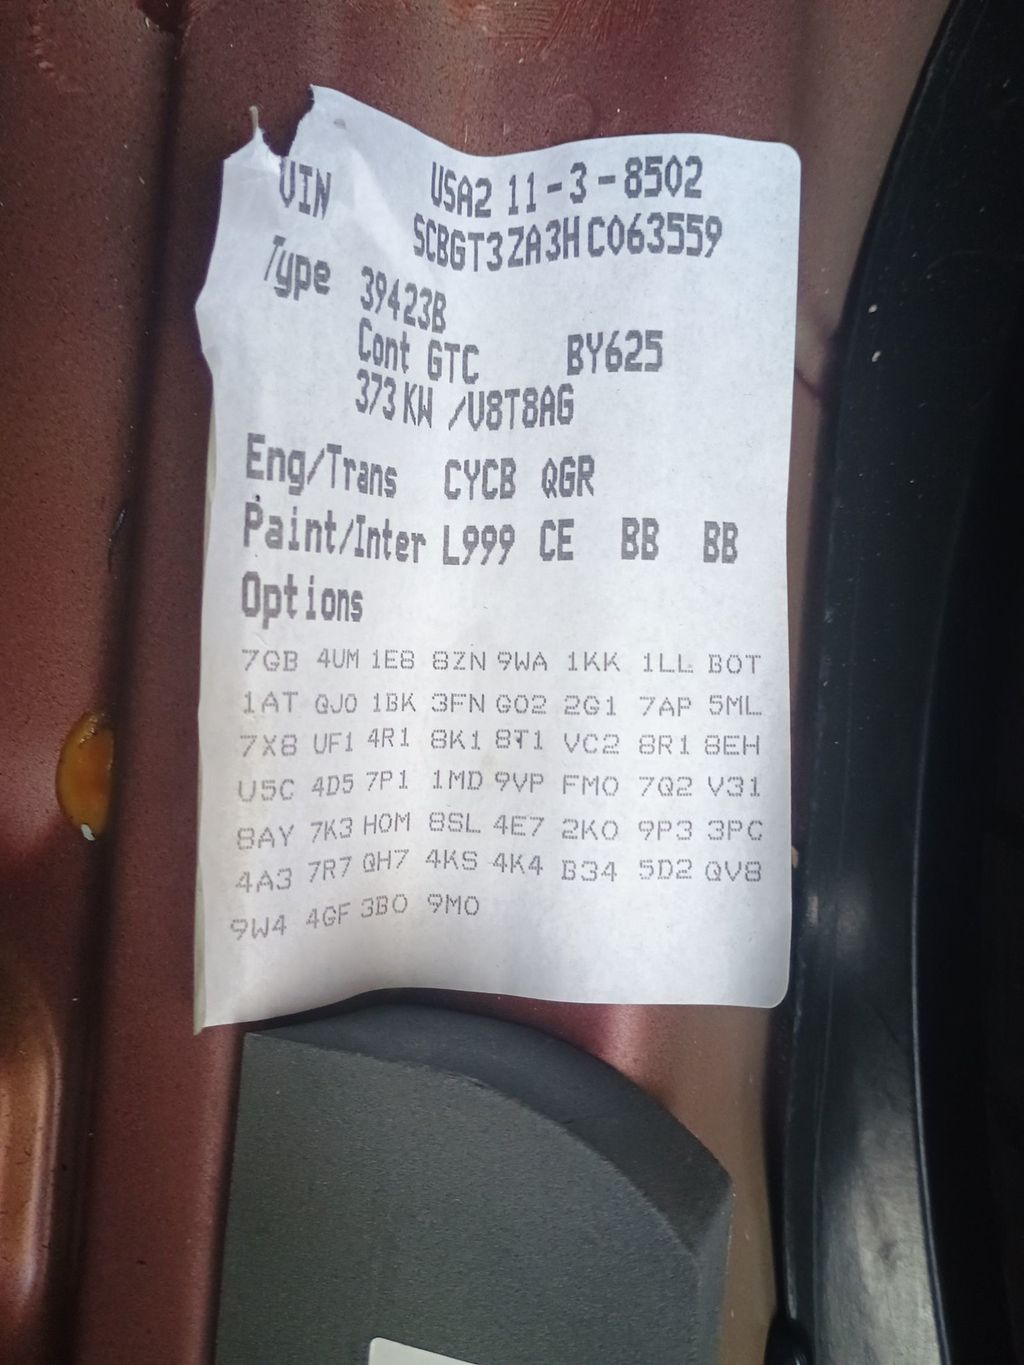 USA2 11-3-8502
VIN SCBGT3ZA3HC063559
Type 39423B
Cont GTC BY625
373 KW /V8T8AG
Eng/Trans CYCB QGR
Paint/Inter L999 CE BB BB
Options
7GB 4UM 1E8 8ZN 9WA 1KK 1LL BOT
1AT QJ0 1BK 3FN G02 2G1 7AP 5ML
7X8 UF1 4R1 8K1 8T1 VC2 8R1 8EH
U5C 4D5 7P1 1MD 9VP FM0 7Q2 V31
8AY 7K3 H0M 8SL 4E7 2K0 9P3 3PC
4A3 7R7 QH7 4KS 4K4 B34 5D2 QV8
9W4 4GF 3B0 9M0